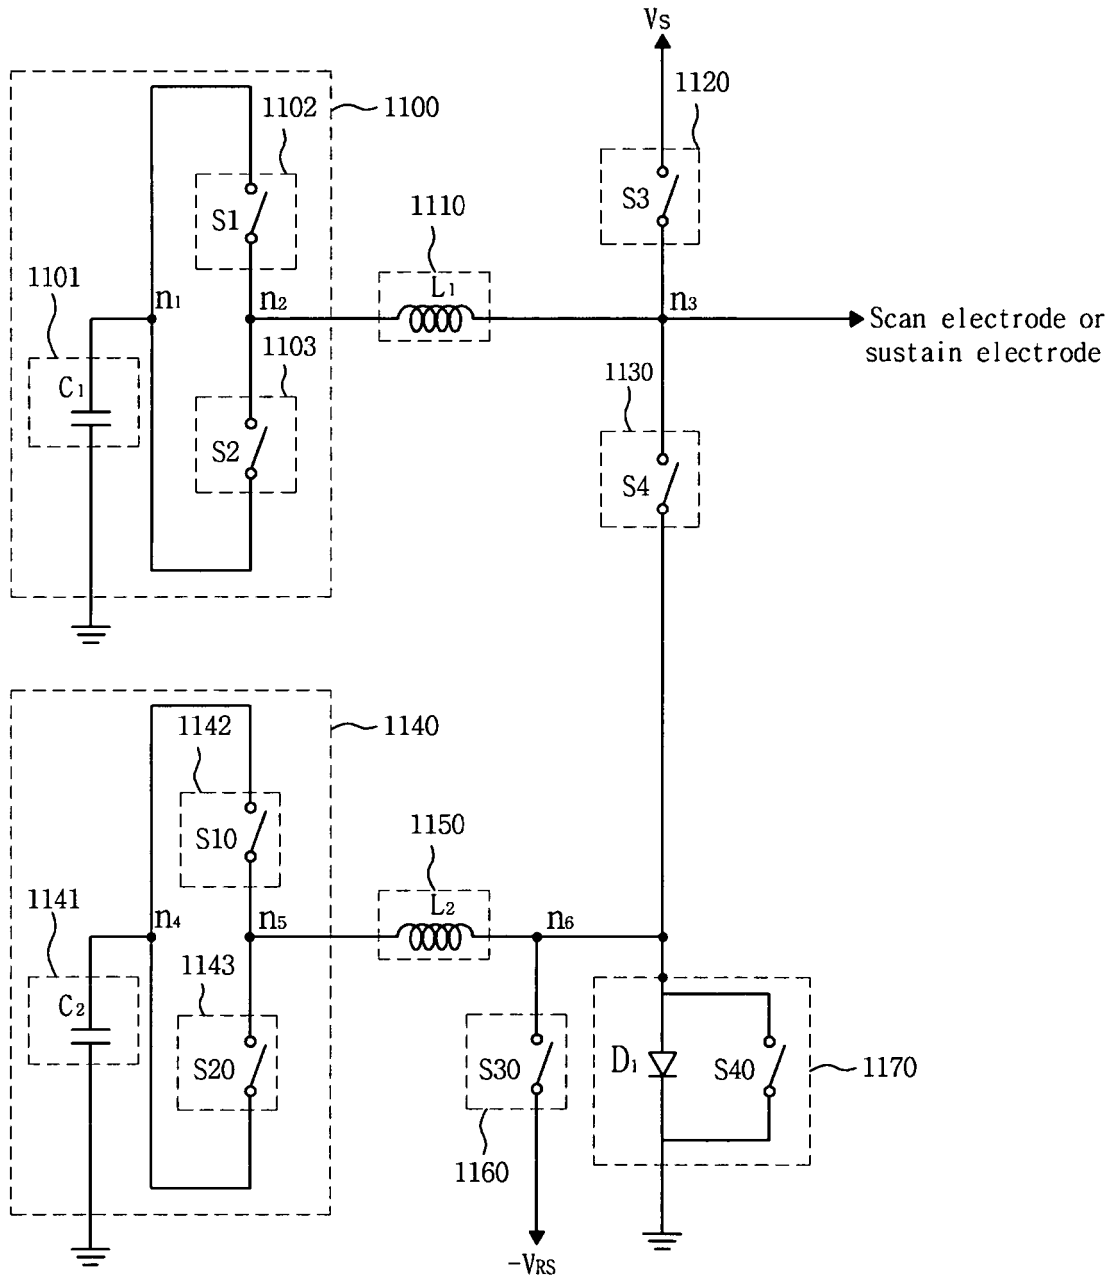 Vs
1120
1102
1100
S3
S1
1110
1101
L1
n1
n2
n3
Scan electrode or
sustain electrode
1103
1130
C1
S2
S4
1142
1140
S10
1150
1141
L2
n4
n5
n6
1143
C2
S20
S30
D1
S40
1170
1160
-VRS